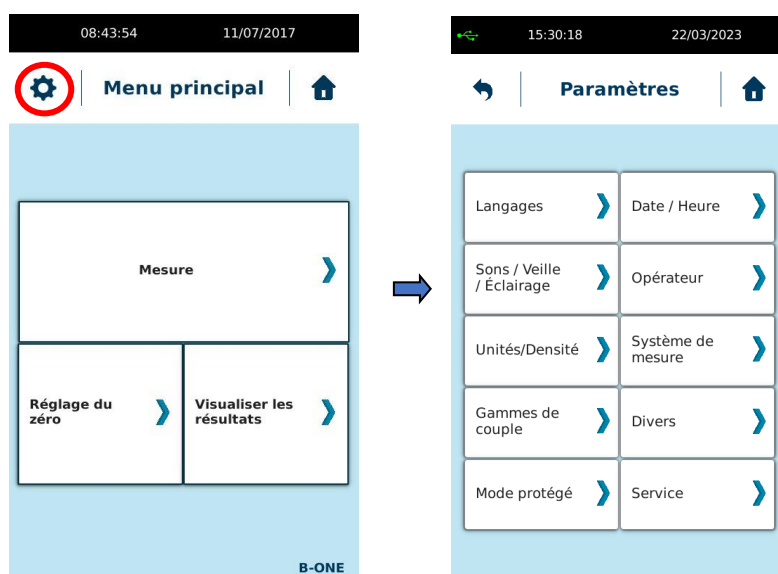 08:43:54 11/07/2017
Menu principal
Mesure
Réglage du
zéro
Visualiser les
résultats
B-ONE
15:30:18 22/03/2023
Paramètres
Langages
Date / Heure
Sons / Veille
/ Éclairage
Opérateur
Unités/Densité
Système de
mesure
Gammes de
couple
Divers
Mode protégé
Service